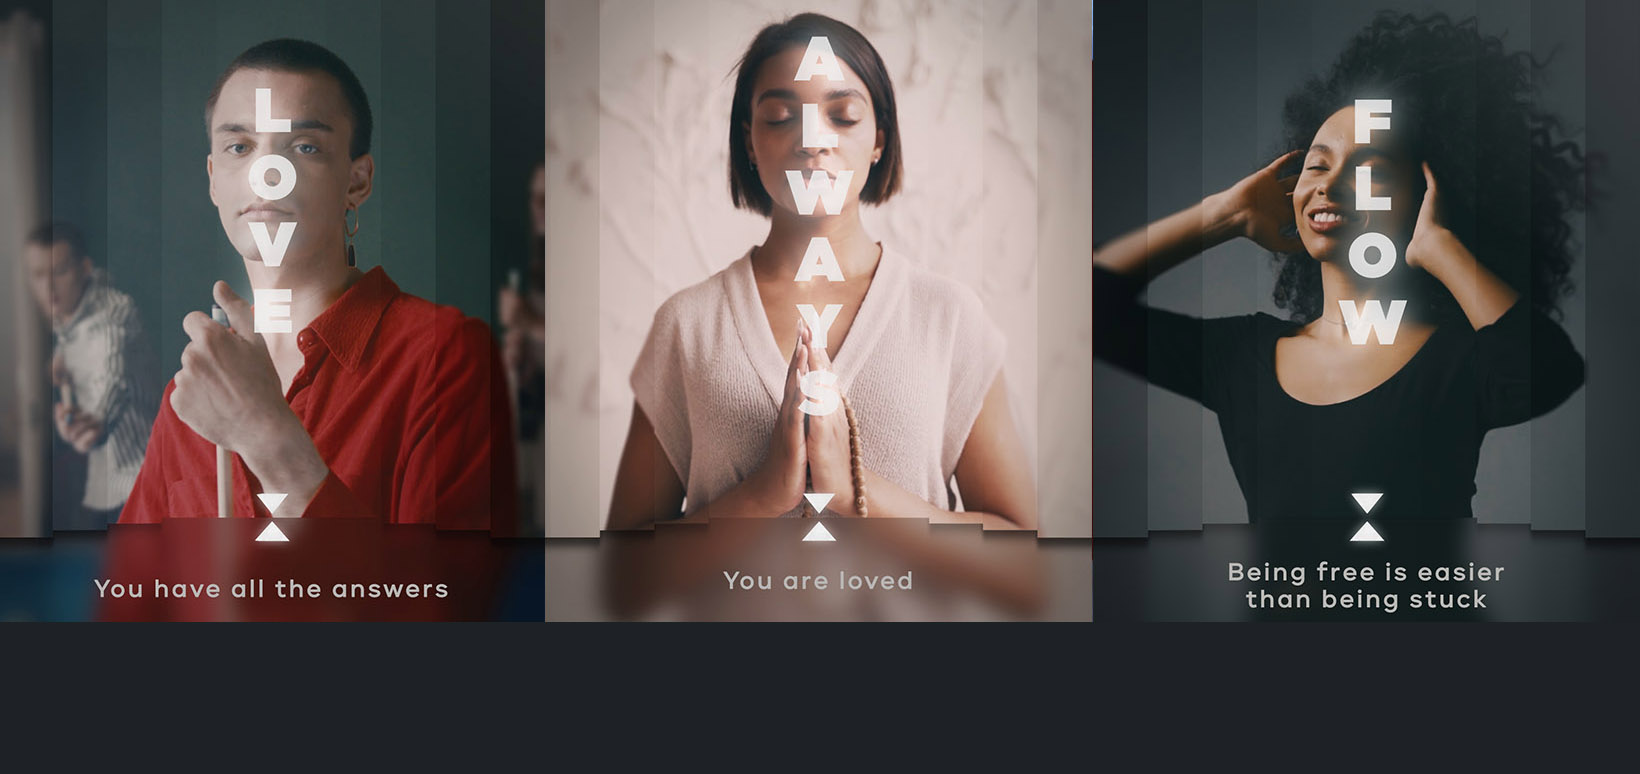 LOVE
You have all the answers
ALWAYS
You are loved
FLOW
Being free is easier
than being stuck